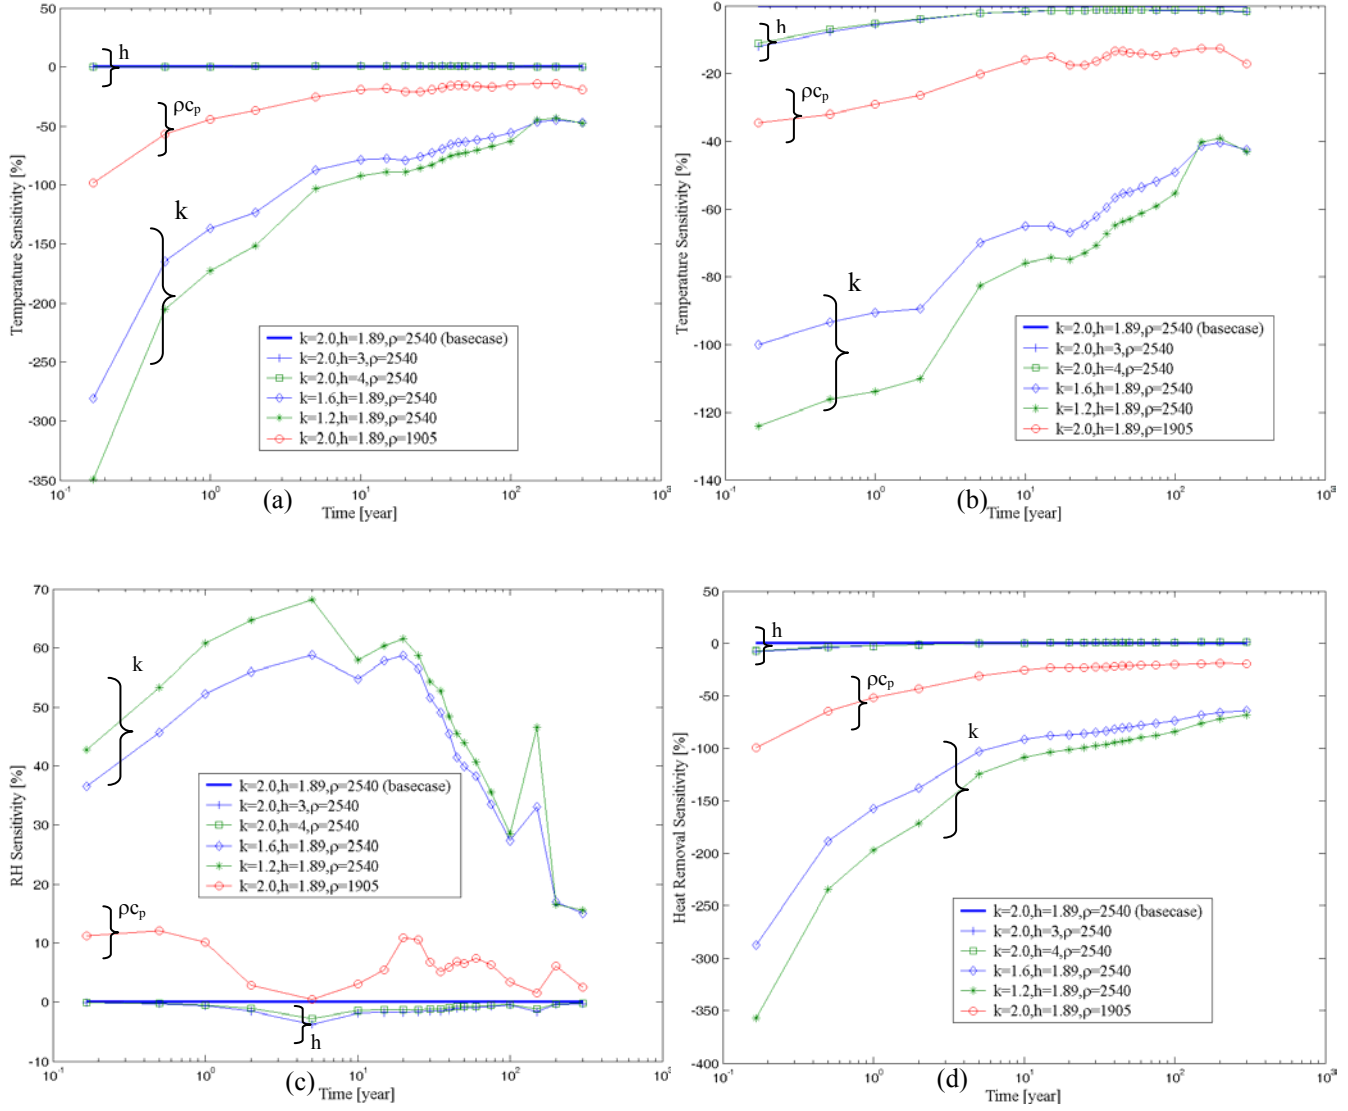 50
0
-50
-100
-150
-200
-250
-300
-350
Temperature Sensitivity [%]
h
ρcₚ
k
k=2.0,h=1.89,ρ=2540 (basecase)
k=2.0,h=3,ρ=2540
k=2.0,h=4,ρ=2540
k=1.6,h=1.89,ρ=2540
k=1.2,h=1.89,ρ=2540
k=2.0,h=1.89,ρ=1905
10⁻¹ 10⁰ 10¹ 10² 10³
(a)
Time [year]
0
-20
-40
-60
-80
-100
-120
-140
Temperature Sensitivity [%]
h
ρcₚ
k
k=2.0,h=1.89,ρ=2540 (basecase)
k=2.0,h=3,ρ=2540
k=2.0,h=4,ρ=2540
k=1.6,h=1.89,ρ=2540
k=1.2,h=1.89,ρ=2540
k=2.0,h=1.89,ρ=1905
10⁻¹ 10⁰ 10¹ 10² 10³
(b)
Time [year]
70
60
50
40
30
20
10
0
-10
RH Sensitivity [%]
k
k=2.0,h=1.89,ρ=2540 (basecase)
k=2.0,h=3,ρ=2540
k=2.0,h=4,ρ=2540
k=1.6,h=1.89,ρ=2540
k=1.2,h=1.89,ρ=2540
k=2.0,h=1.89,ρ=1905
ρcₚ
h
10⁻¹ 10⁰ 10¹ 10² 10³
(c)
Time [year]
50
0
-50
-100
-150
-200
-250
-300
-350
-400
Heat Removal Sensitivity [%]
h
ρcₚ
k
k=2.0,h=1.89,ρ=2540 (basecase)
k=2.0,h=3,ρ=2540
k=2.0,h=4,ρ=2540
k=1.6,h=1.89,ρ=2540
k=1.2,h=1.89,ρ=2540
k=2.0,h=1.89,ρ=1905
10⁻¹ 10⁰ 10¹ 10² 10³
(d)
Time [year]